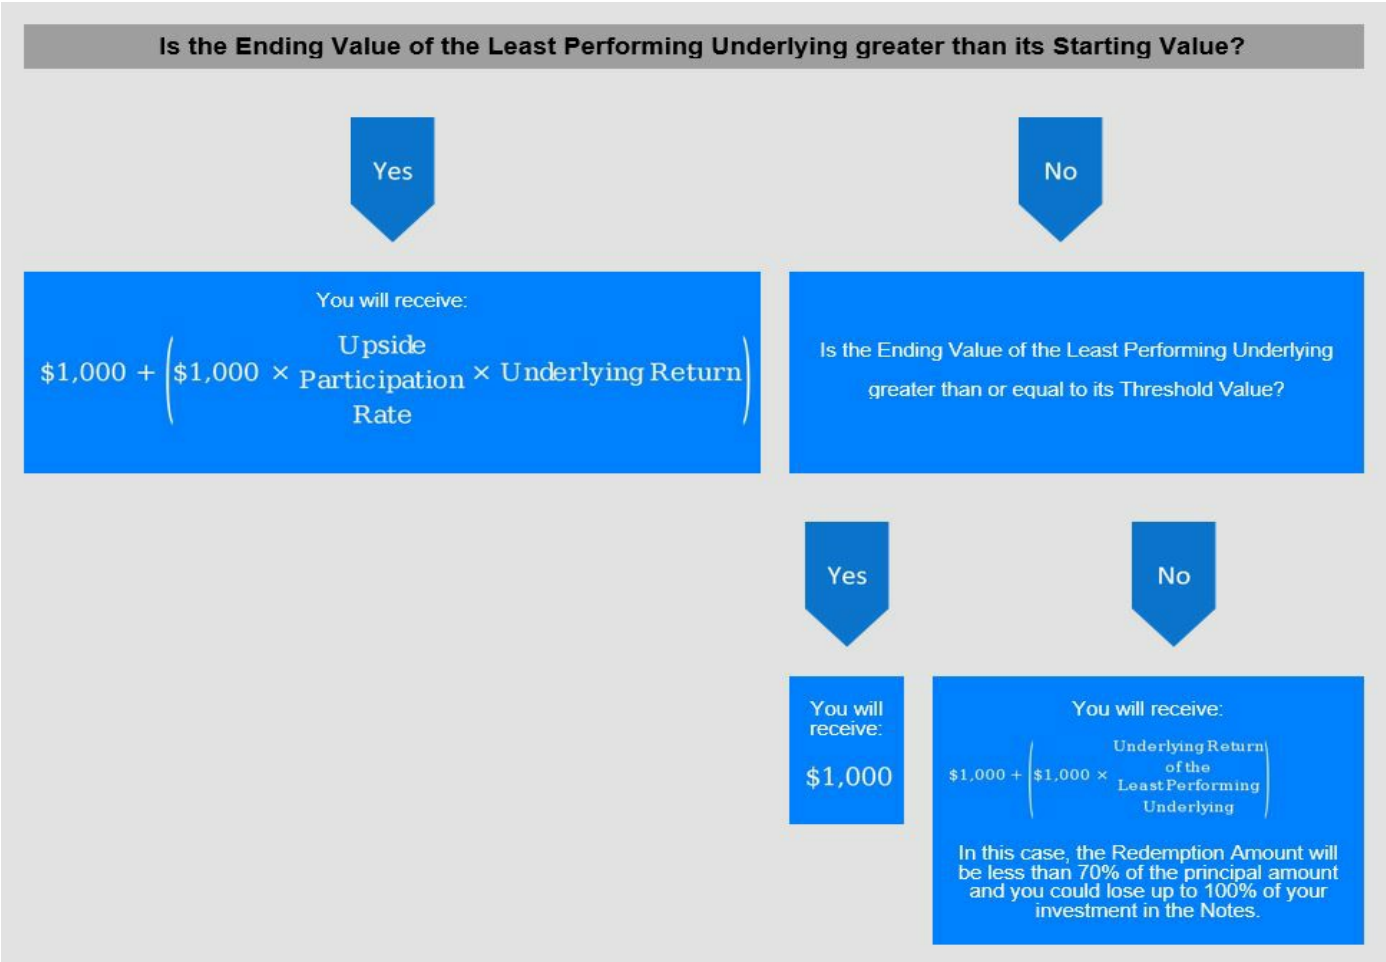 Is the Ending Value of the Least Performing Underlying greater than its Starting Value?
Yes
No
You will receive:
$1,000 + ($1,000 × Upside Participation Rate × Underlying Return)
Is the Ending Value of the Least Performing Underlying
greater than or equal to its Threshold Value?
Yes
No
You will
receive:
$1,000
You will receive:
$1,000 + ($1,000 × Underlying Return of the Least Performing Underlying)
In this case, the Redemption Amount will
be less than 70% of the principal amount
and you could lose up to 100% of your
investment in the Notes.